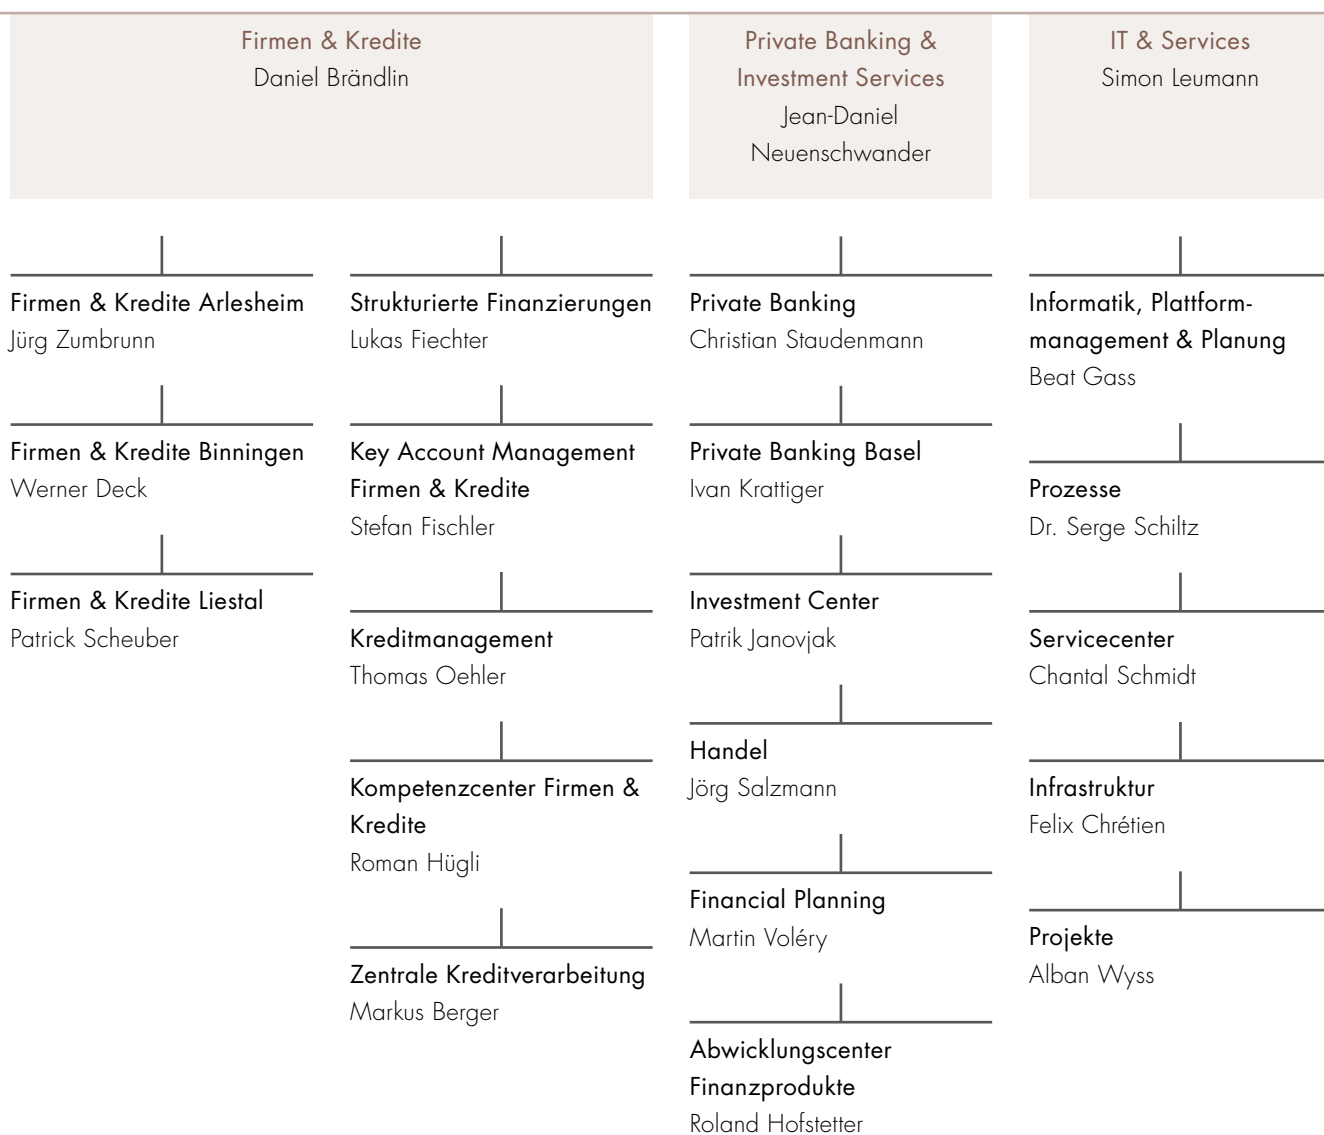 Firmen & Kredite
Daniel Brändlin
Firmen & Kredite Arlesheim
Jürg Zumbrunn
Firmen & Kredite Binningen
Werner Deck
Firmen & Kredite Liestal
Patrick Scheuber
Strukturierte Finanzierungen
Lukas Fiechter
Key Account Management
Firmen & Kredite
Stefan Fischler
Kreditmanagement
Thomas Oehler
Kompetenzcenter Firmen &
Kredite
Roman Hügli
Zentrale Kreditverarbeitung
Markus Berger
Private Banking &
Investment Services
Jean-Daniel
Neuenschwander
Private Banking
Christian Staudenmann
Private Banking Basel
Ivan Krattiger
Investment Center
Patrik Janovjak
Handel
Jörg Salzmann
Financial Planning
Martin Voléry
Abwicklungscenter
Finanzprodukte
Roland Hofstetter
IT & Services
Simon Leumann
Informatik, Plattform-
management & Planung
Beat Gass
Prozesse
Dr. Serge Schiltz
Servicecenter
Chantal Schmidt
Infrastruktur
Felix Chrétien
Projekte
Alban Wyss